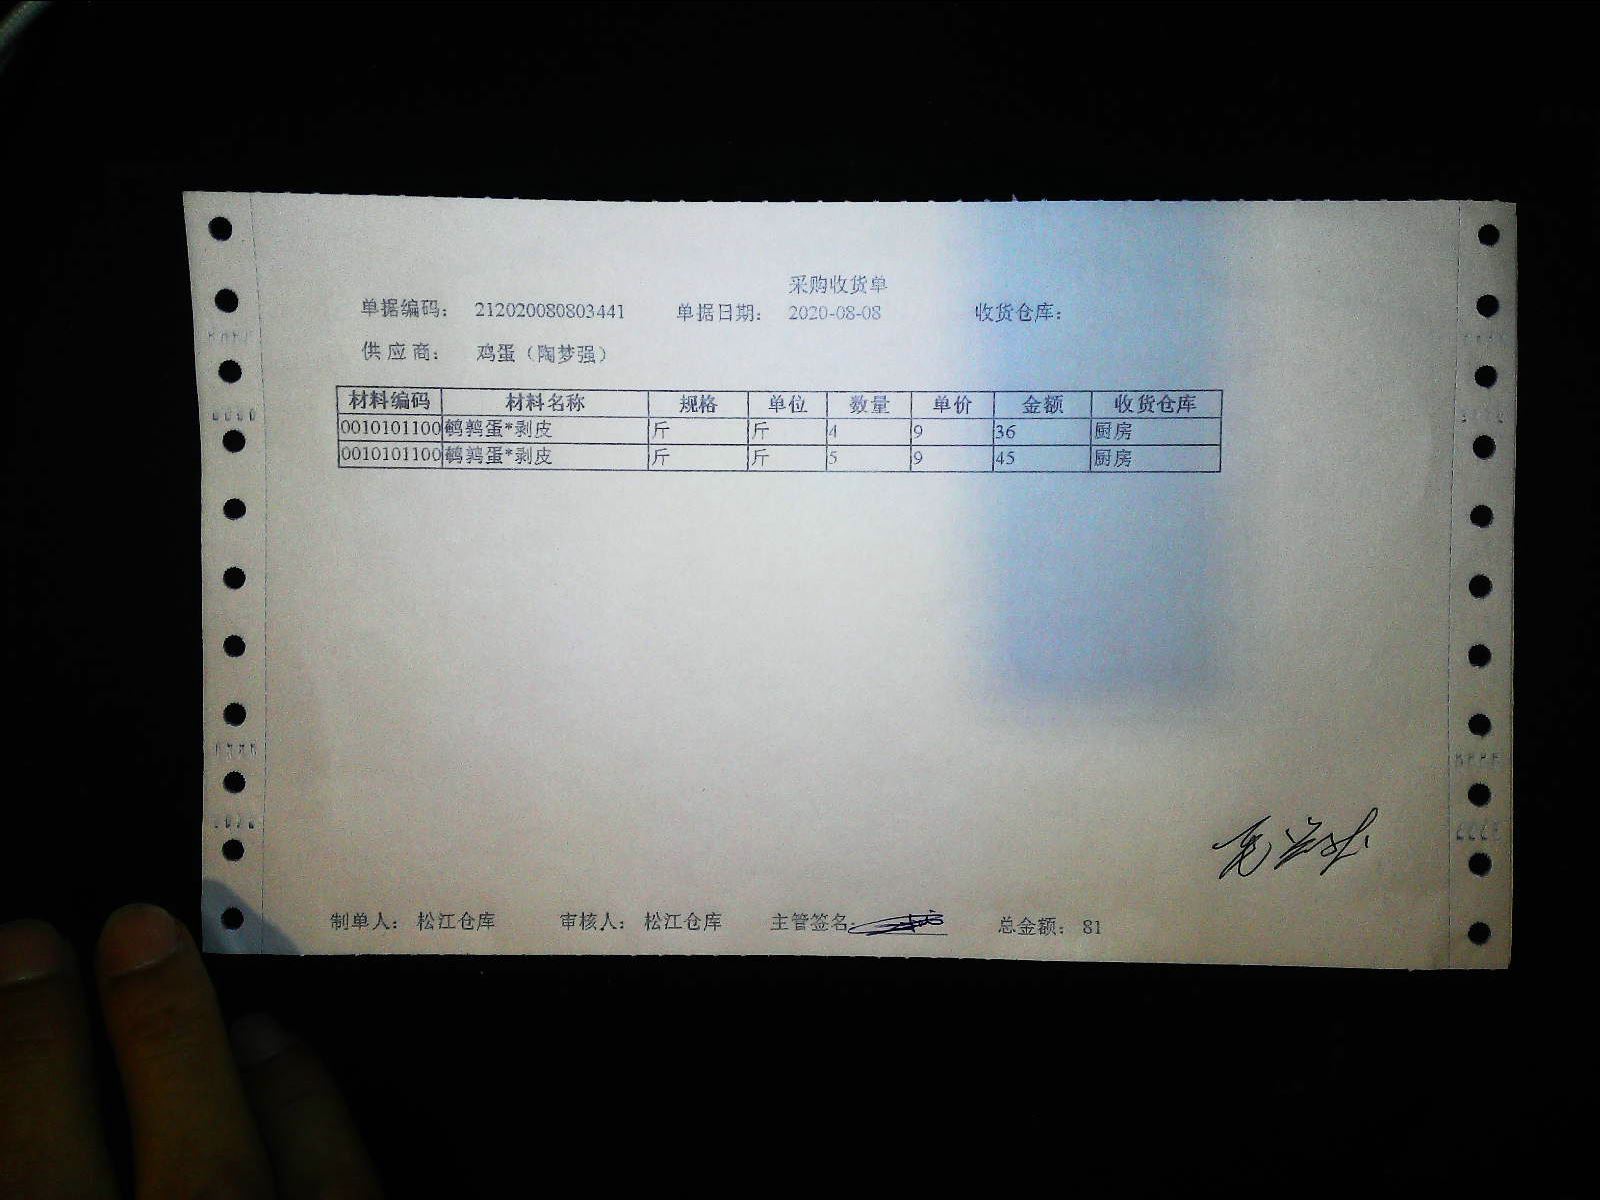 采购收货单
单据编码： 212020080803441 单据日期： 2020-08-08 收货仓库：
供 应 商： 鸡蛋（陶梦强）
材料编码 材料名称 规格 单位 数量 单价 金额 收货仓库
0010101100 鹌鹑蛋*剥皮 斤 斤 4 9 36 厨房
0010101100 鹌鹑蛋*剥皮 斤 斤 5 9 45 厨房
制单人： 松江仓库 审核人： 松江仓库 主管签名： 总金额： 81